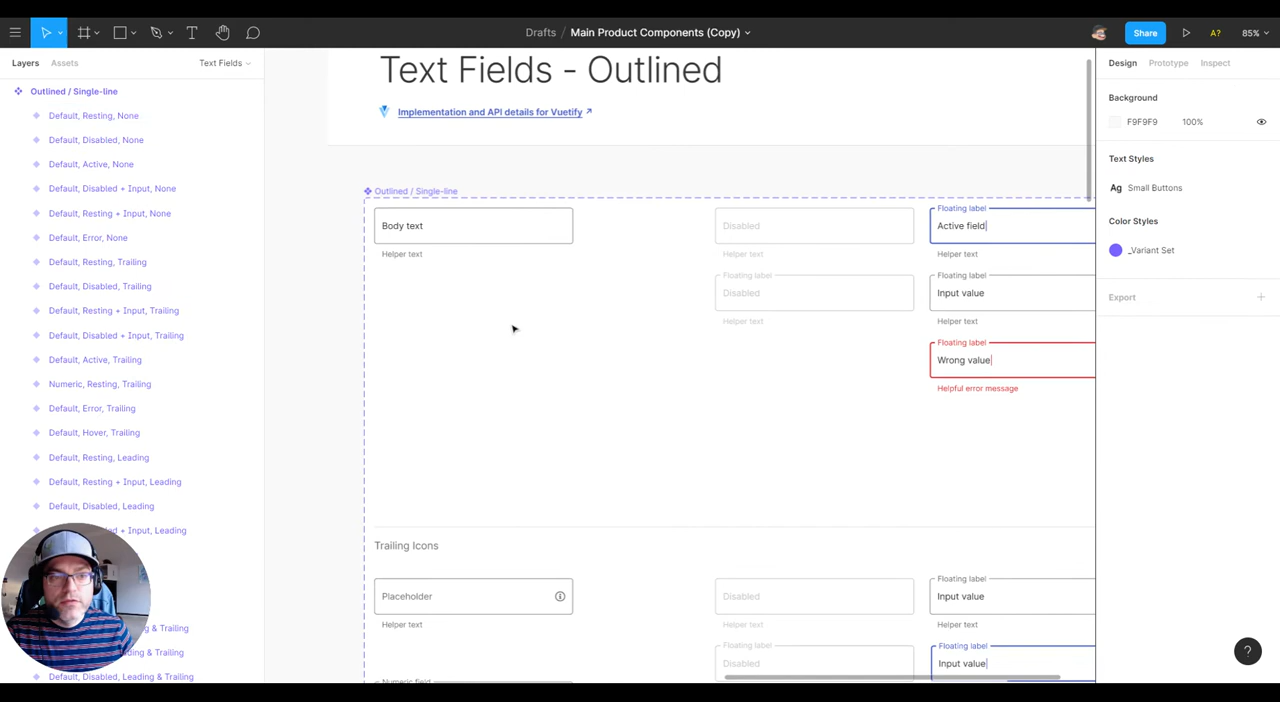 Drafts / Main Product Components (Copy)
Share
A?
85%
Layers
Assets
Text Fields
Outlined / Single-line
Default, Resting, None
Default, Disabled, None
Default, Active, None
Default, Disabled + Input, None
Default, Resting + Input, None
Default, Error, None
Default, Resting, Trailing
Default, Disabled, Trailing
Default, Resting + Input, Trailing
Default, Disabled + Input, Trailing
Default, Active, Trailing
Numeric, Resting, Trailing
Default, Error, Trailing
Default, Hover, Trailing
Default, Resting, Leading
Default, Resting + Input, Leading
Default, Disabled, Leading
+ Input, Leading
& Trailing
Leading & Trailing
Default, Disabled, Leading & Trailing
Text Fields - Outlined
Implementation and API details for Vuetify
Outlined / Single-line
Body text
Helper text
Disabled
Helper text
Floating label
Disabled
Helper text
Floating label
Active field
Helper text
Floating label
Input value
Helper text
Floating label
Wrong value
Helpful error message
Trailing Icons
Placeholder
Helper text
Numeric field
Disabled
Helper text
Floating label
Disabled
Floating label
Input value
Helper text
Floating label
Input value
Design
Prototype
Inspect
Background
F9F9F9
100%
Text Styles
Ag
Small Buttons
Color Styles
_Variant Set
Export
?